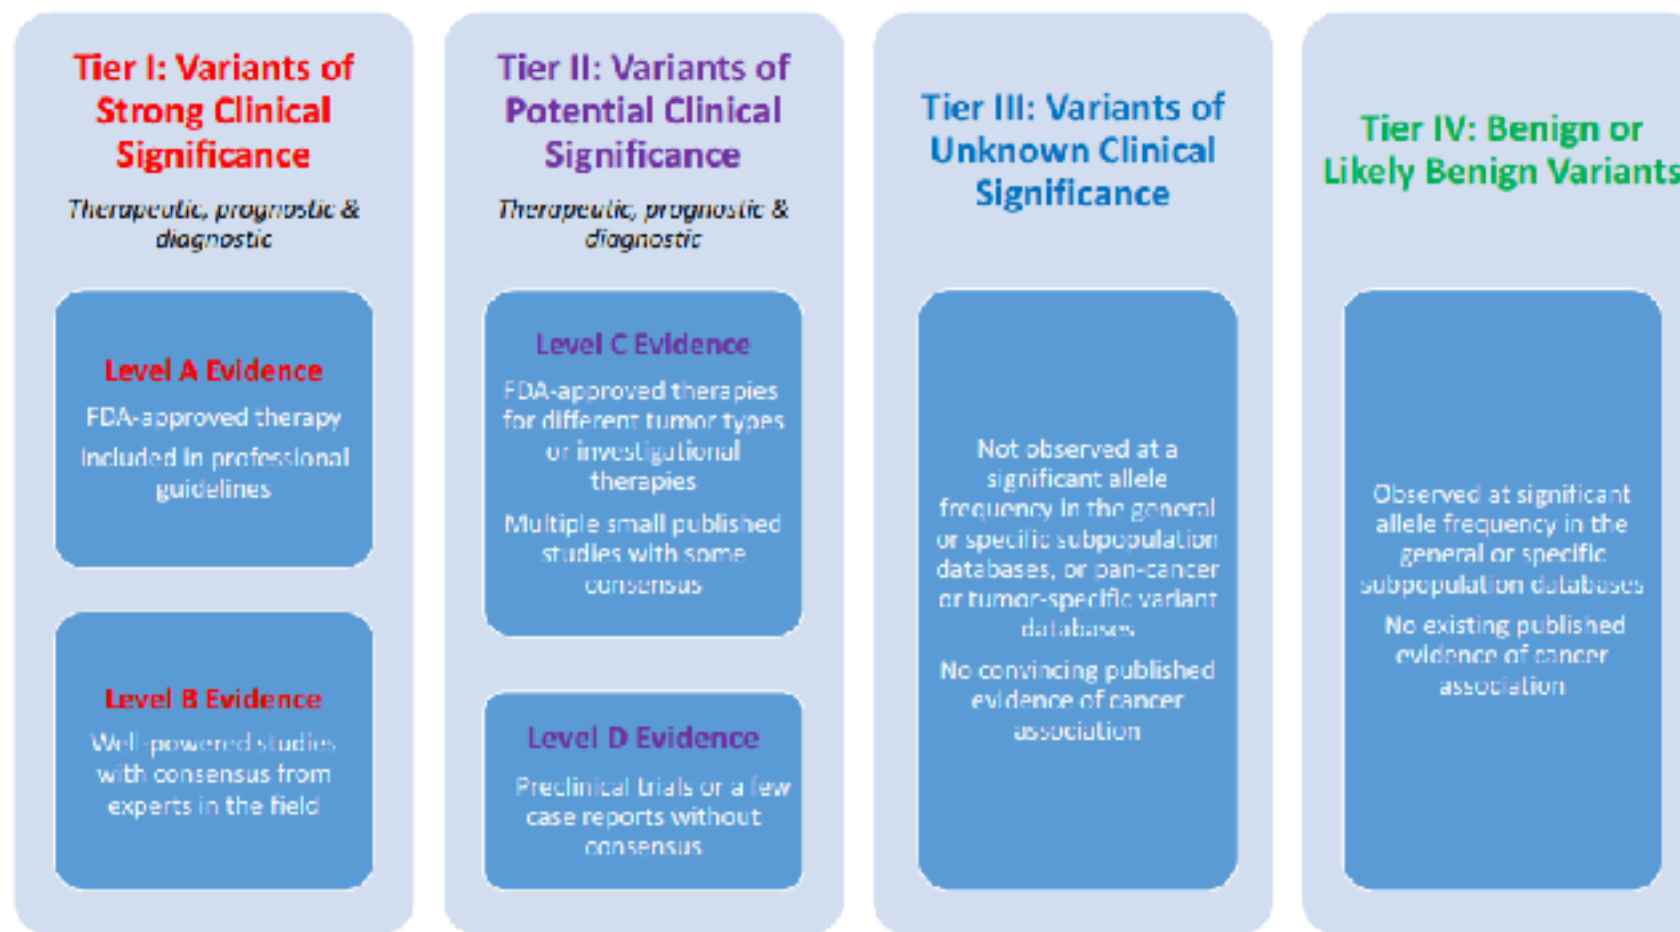 Tier I: Variants of
Strong Clinical
Significance
Therapeutic, prognostic &
diagnostic
Level A Evidence
FDA-approved therapy
Included in professional
guidelines
Level B Evidence
Well-powered studies
with consensus from
experts in the field
Tier II: Variants of
Potential Clinical
Significance
Therapeutic, prognostic &
diagnostic
Level C Evidence
FDA-approved therapies
for different tumor types
or investigational
therapies
Multiple small published
studies with some
consensus
Level D Evidence
Preclinical trials or a few
case reports without
consensus
Tier III: Variants of
Unknown Clinical
Significance
Not observed at a
significant allele
frequency in the general
or specific subpopulation
databases, or pan-cancer
or tumor-specific variant
databases
No convincing published
evidence of cancer
association
Tier IV: Benign or
Likely Benign Variants
Observed at significant
allele frequency in the
general or specific
subpopulation databases
No existing published
evidence of cancer
association